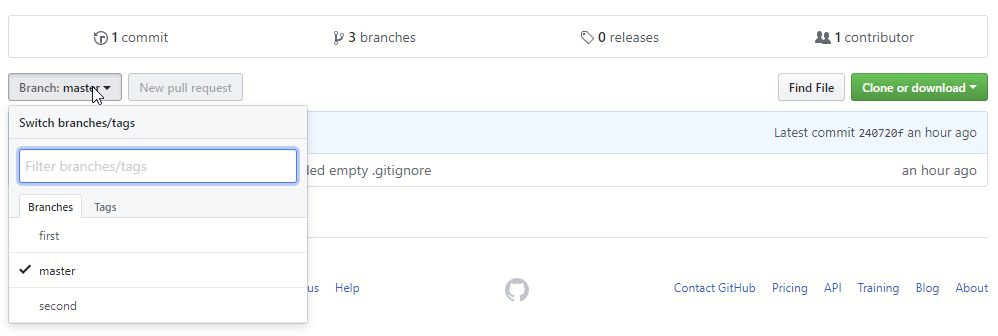 1 commit 3 branches 0 releases 1 contributor
Branch: master New pull request Find File Clone or download
Switch branches/tags
Latest commit 240720f an hour ago
Filter branches/tags
empty .gitignore an hour ago
Branches Tags
first
master
Help Contact GitHub Pricing API Training Blog About
second